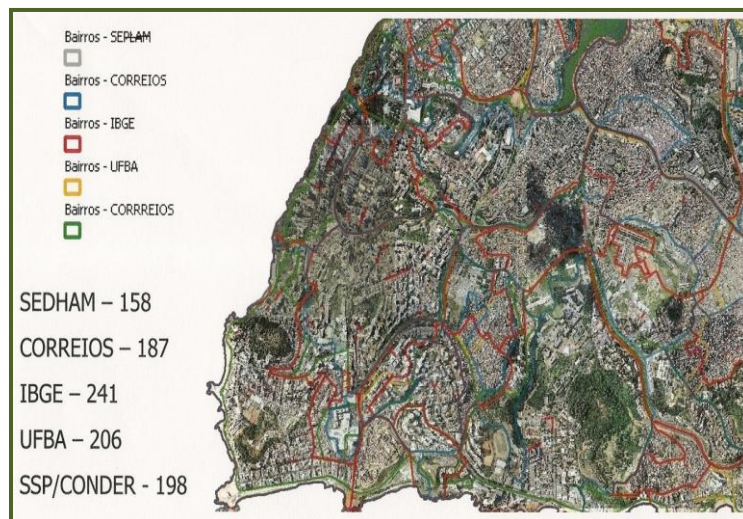 Bairros - SEPLAM
Bairros - CORREIOS
Bairros - IBGE
Bairros - UFBA
Bairros - CORRREIOS
SEDHAM – 158
CORREIOS – 187
IBGE – 241
UFBA – 206
SSP/CONDER - 198